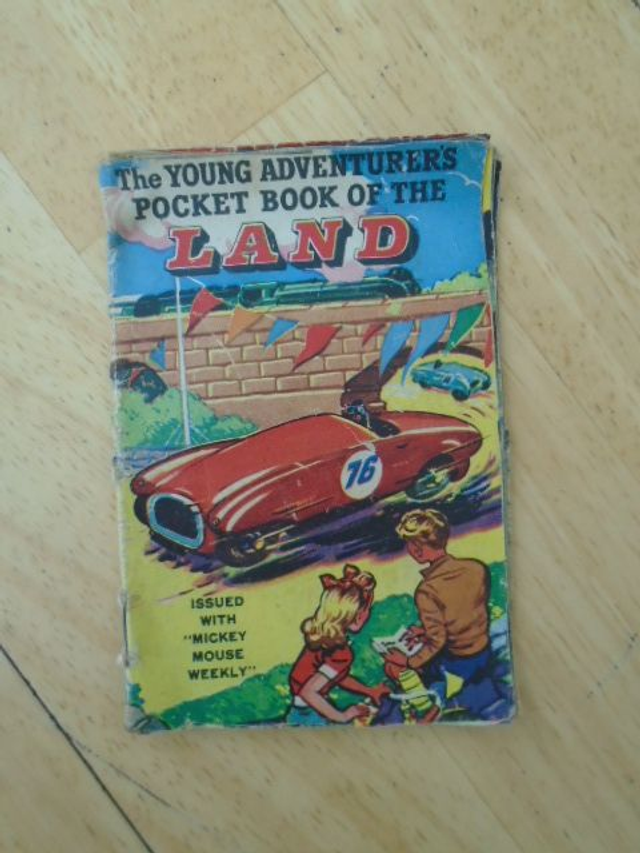 The YOUNG ADVENTURER'S
POCKET BOOK OF THE
LAND
76
ISSUED
WITH
"MICKEY
MOUSE
WEEKLY"